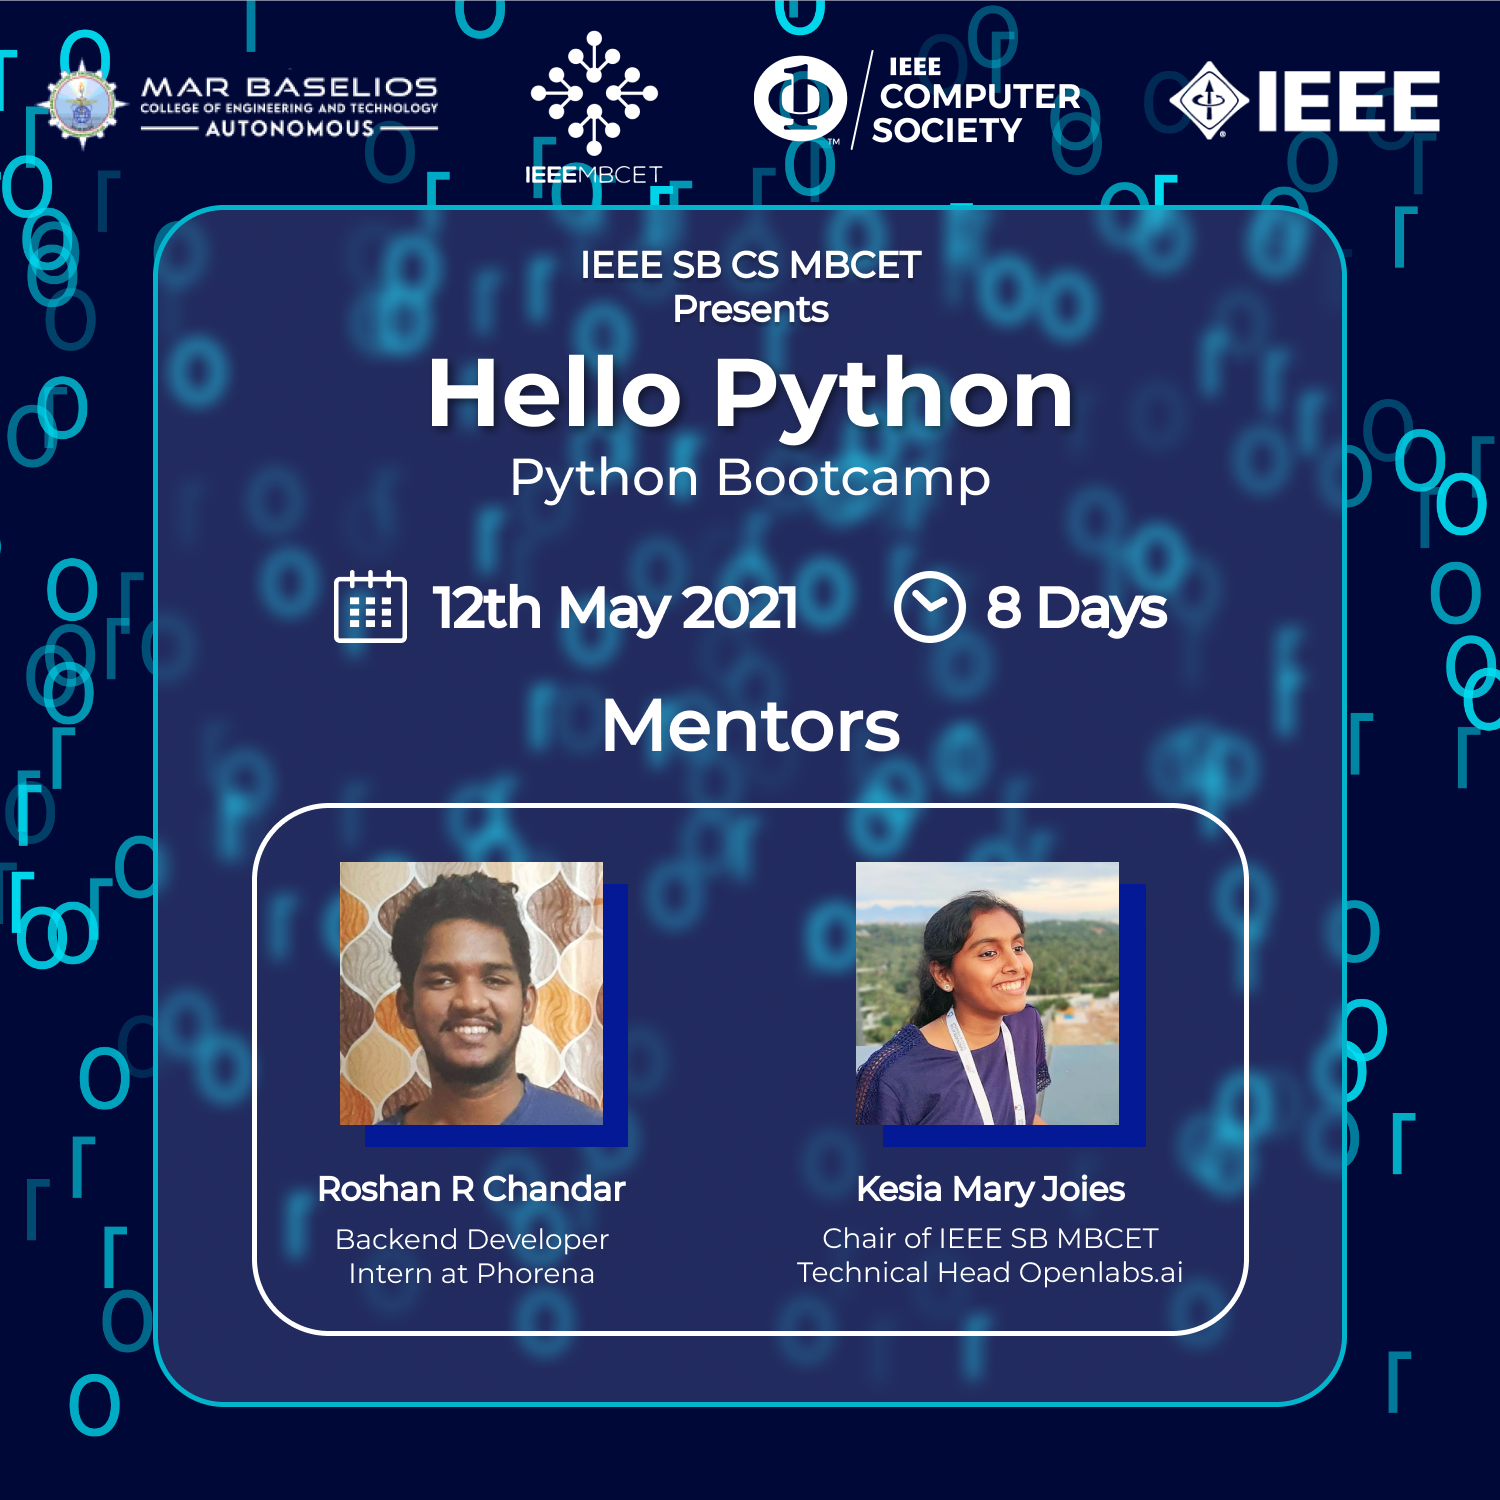 MAR BASELIOS
COLLEGE OF ENGINEERING AND TECHNOLOGY
AUTONOMOUS
IEEEMBCET
IEEE
COMPUTER
SOCIETY
TM
IEEE
®
IEEE SB CS MBCET
Presents
Hello Python
Python Bootcamp
12th May 2021
8 Days
Mentors
Roshan R Chandar
Backend Developer
Intern at Phorena
Kesia Mary Joies
Chair of IEEE SB MBCET
Technical Head Openlabs.ai